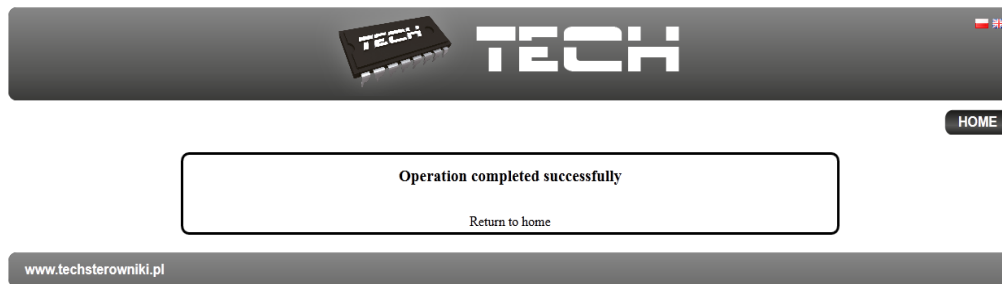 TECH
TECH
HOME
Operation completed successfully
Return to home
www.techsterowniki.pl